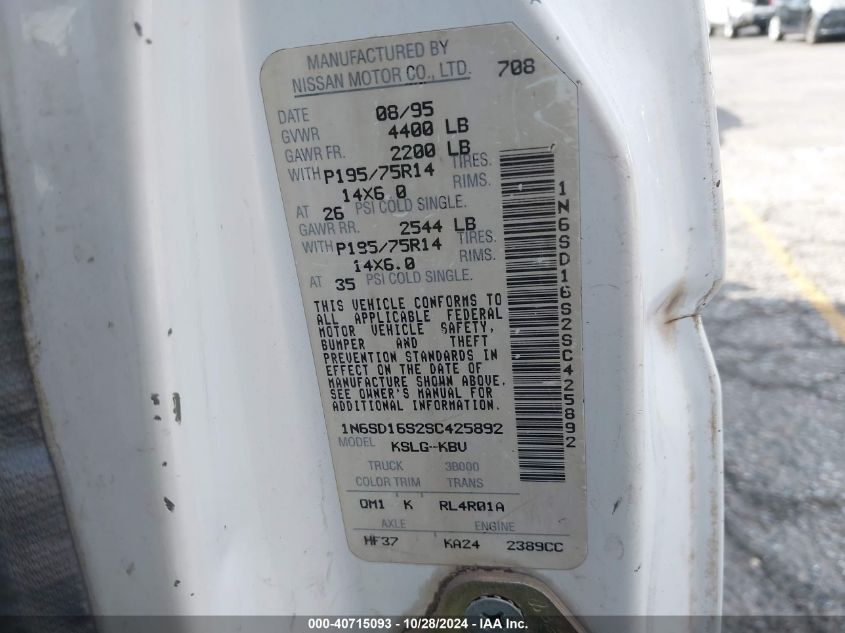 MANUFACTURED BY
NISSAN MOTOR CO., LTD. 708
DATE 08/95
GVWR 4400 LB
GAWR FR. 2200 LB
WITH P195/75R14 TIRES.
14X6.0 RIMS.
AT 26 PSI COLD SINGLE.
GAWR RR. 2544 LB
WITH P195/75R14 TIRES.
14X6.0 RIMS.
AT 35 PSI COLD SINGLE.
THIS VEHICLE CONFORMS TO
ALL APPLICABLE FEDERAL
MOTOR VEHICLE SAFETY,
BUMPER AND THEFT
PREVENTION STANDARDS IN
EFFECT ON THE DATE OF
MANUFACTURE SHOWN ABOVE.
SEE OWNER'S MANUAL FOR
ADDITIONAL INFORMATION.
1N6SD16S2SC425892
MODEL KSLG-KBU
TRUCK 3B000
COLOR TRIM TRANS
QM1 K RL4R01A
AXLE ENGINE
HF37 KA24 2389CC
1N6SD16S2SC425892
000-40715093 - 10/28/2024 - IAA Inc.